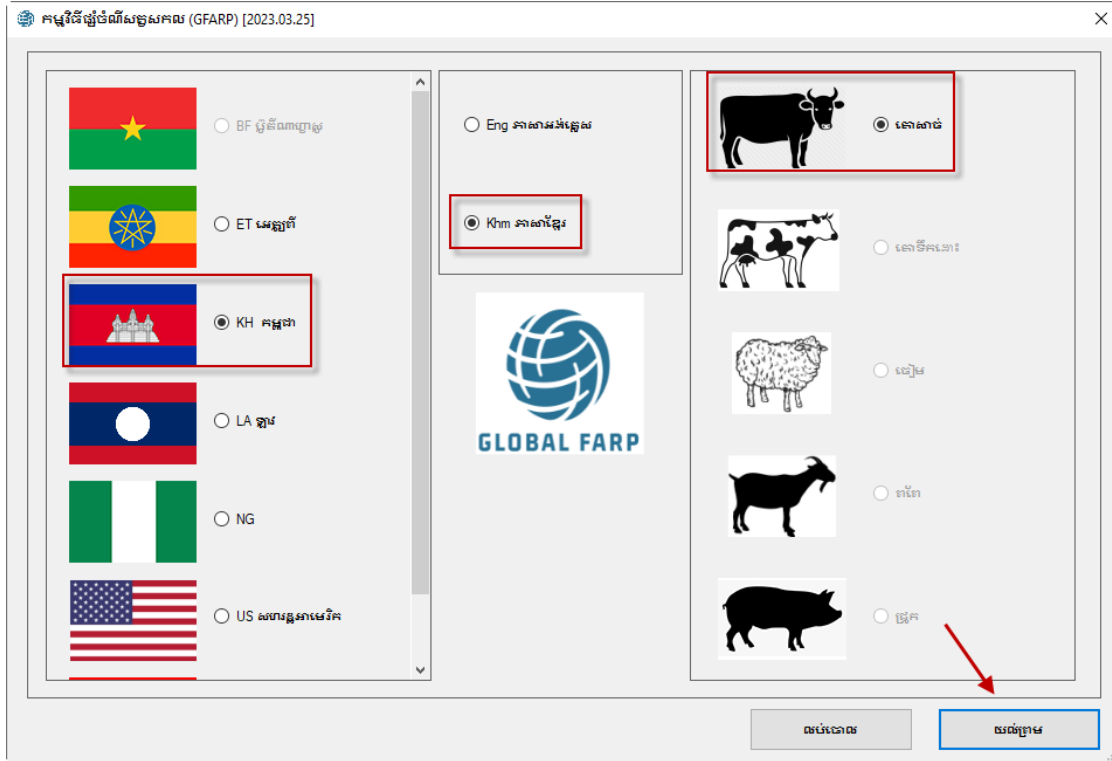 កម្មវិធីផ្សំចំណីសត្វសកល (GFARP) [2023.03.25]
BF ប៊ូគីណាហ្វាសូ
ET អេត្យូពី
KH កម្ពុជា
LA ឡាវ
NG
US សហរដ្ឋអាមេរិក
Eng ភាសាអង់គ្លេស
Khm ភាសាខ្មែរ
GLOBAL FARP
គោសាច់
គោទឹកដោះ
ចៀម
ពពែ
ជ្រូក
លប់ចោល
យល់ព្រម